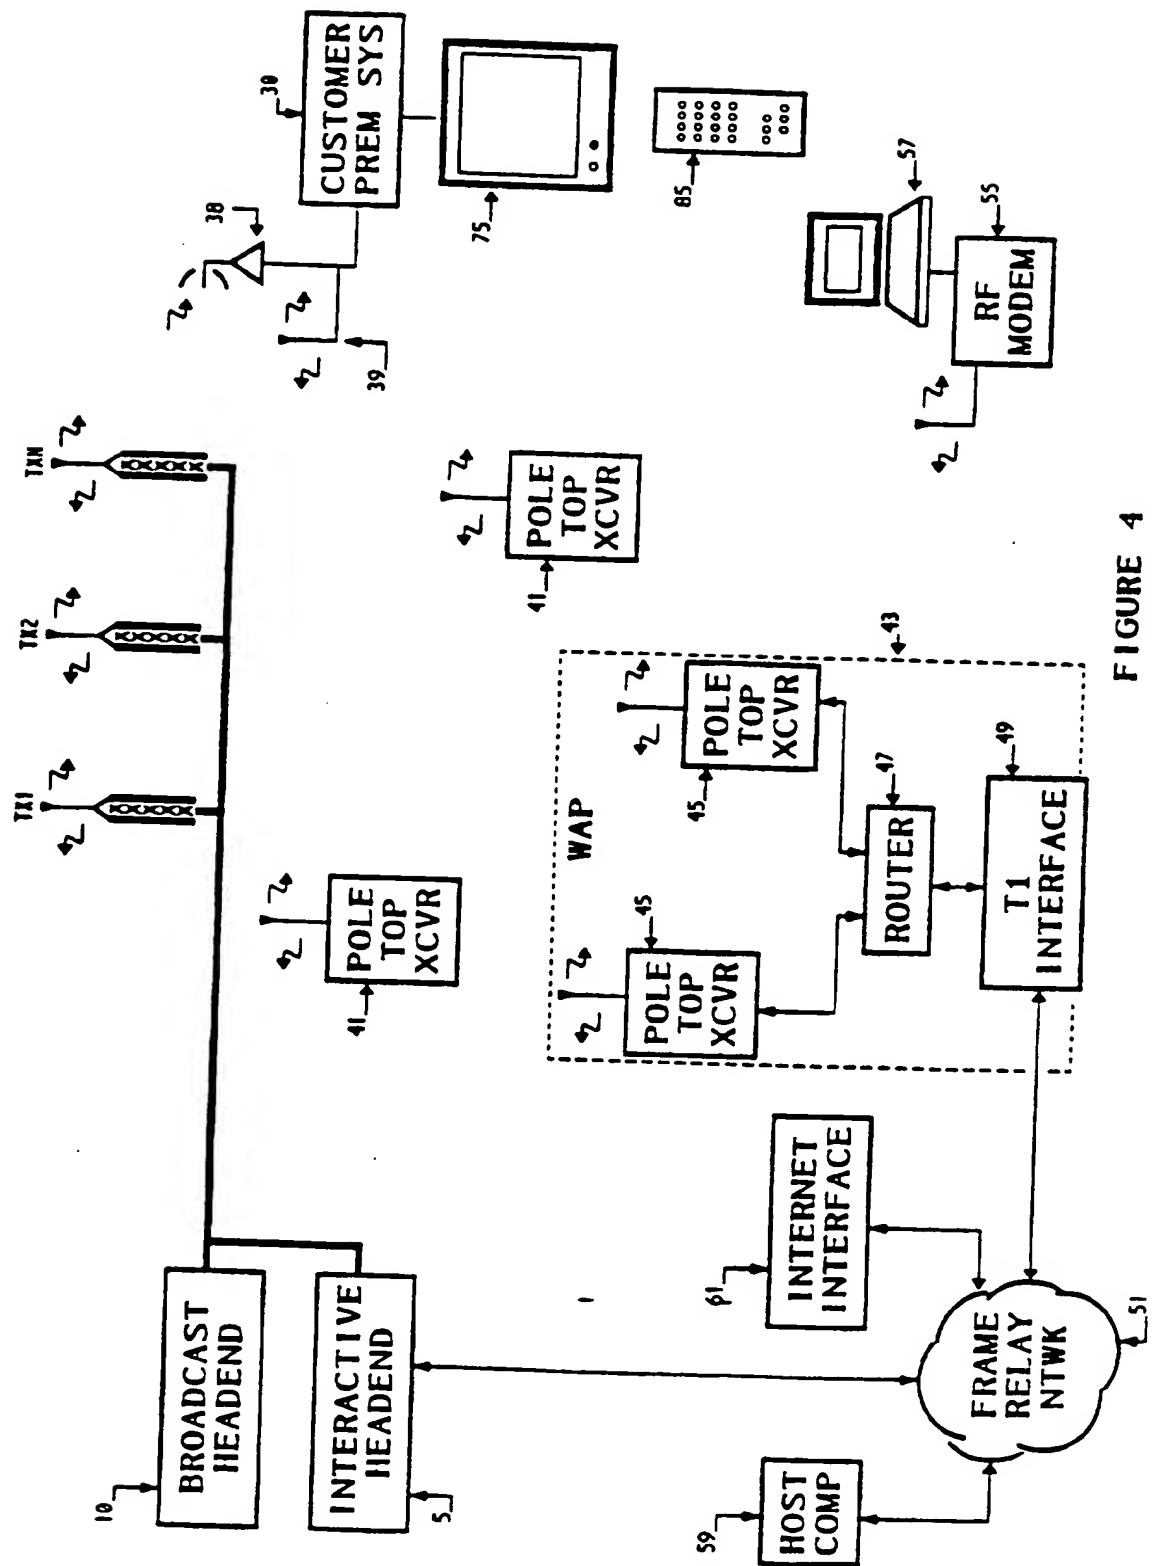 TX1
TX2
TXN
10
BROADCAST
HEADEND
INTERACTIVE
HEADEND
5
38
39
30
CUSTOMER
PREM SYS
75
85
41
POLE
TOP
XCVR
41
POLE
TOP
XCVR
WAP
43
45
POLE
TOP
XCVR
45
POLE
TOP
XCVR
47
ROUTER
49
T1
INTERFACE
57
55
RF
MODEM
61
INTERNET
INTERFACE
59
HOST
COMP
FRAME
RELAY
NTWK
51
FIGURE 4